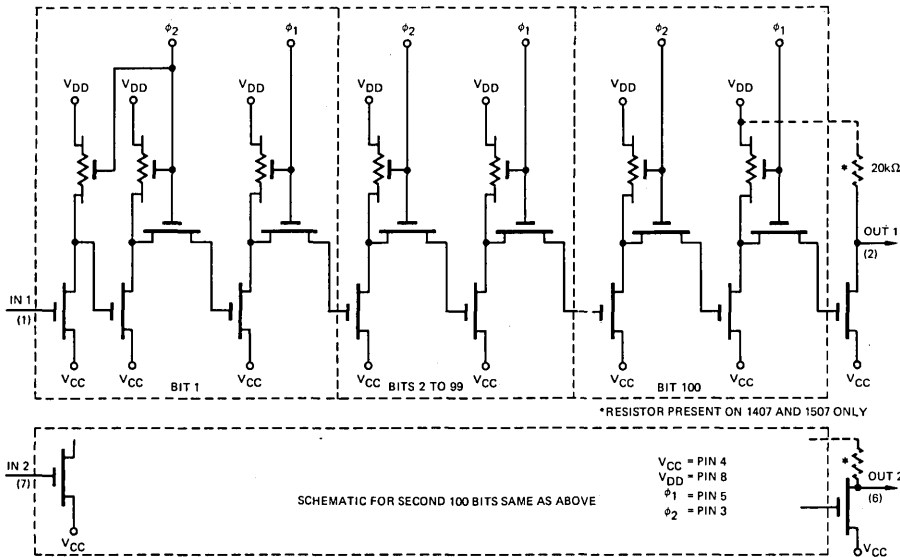 ϕ2 ϕ1 ϕ2 ϕ1 ϕ2 ϕ1
VDD VDD VDD VDD VDD VDD VDD
* 20kΩ
OUT 1
(2)
IN 1
(1)
VCC VCC VCC VCC VCC VCC VCC VCC
BIT 1 BITS 2 TO 99 BIT 100
*RESISTOR PRESENT ON 1407 AND 1507 ONLY
IN 2
(7)
VCC
SCHEMATIC FOR SECOND 100 BITS SAME AS ABOVE
VCC = PIN 4
VDD = PIN 8
ϕ1 = PIN 5
ϕ2 = PIN 3
*
OUT 2
(6)
VCC